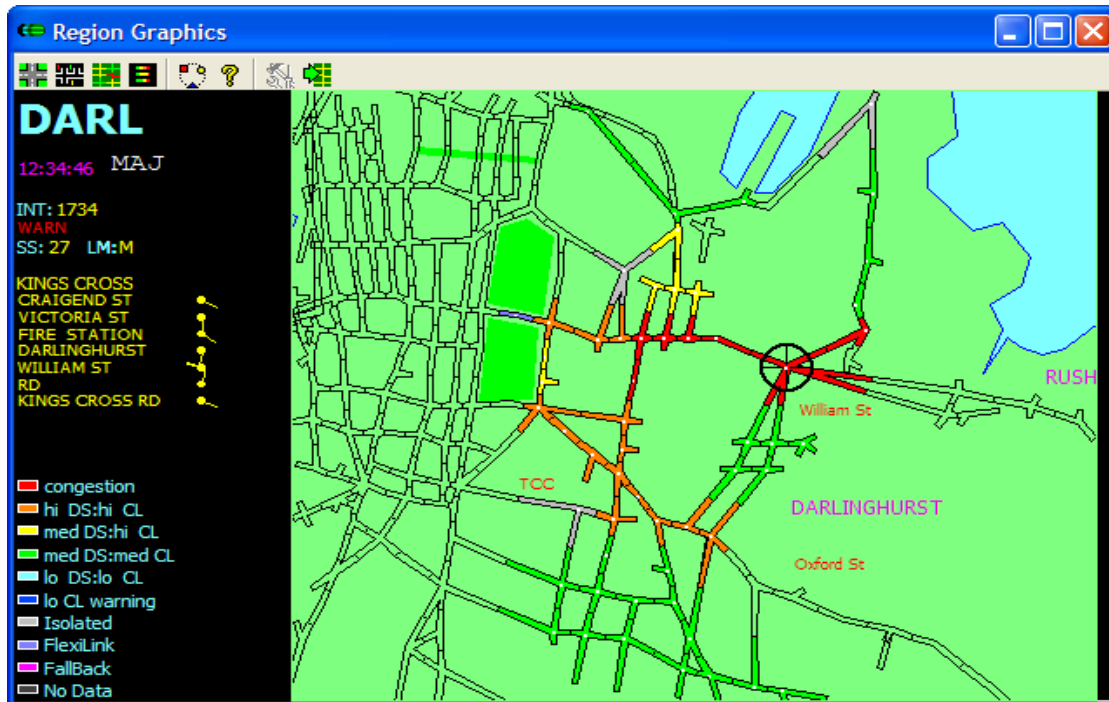 Region Graphics
DARL
12:34:46 MAJ
INT: 1734
WARN
SS: 27 LM:M
KINGS CROSS
CRAIGEND ST
VICTORIA ST
FIRE STATION
DARLINGHURST
WILLIAM ST
RD
KINGS CROSS RD
congestion
hi DS:hi CL
med DS:hi CL
med DS:med CL
lo DS:lo CL
lo CL warning
Isolated
FlexiLink
FallBack
No Data
RUSH
William St
TCC
DARLINGHURST
Oxford St